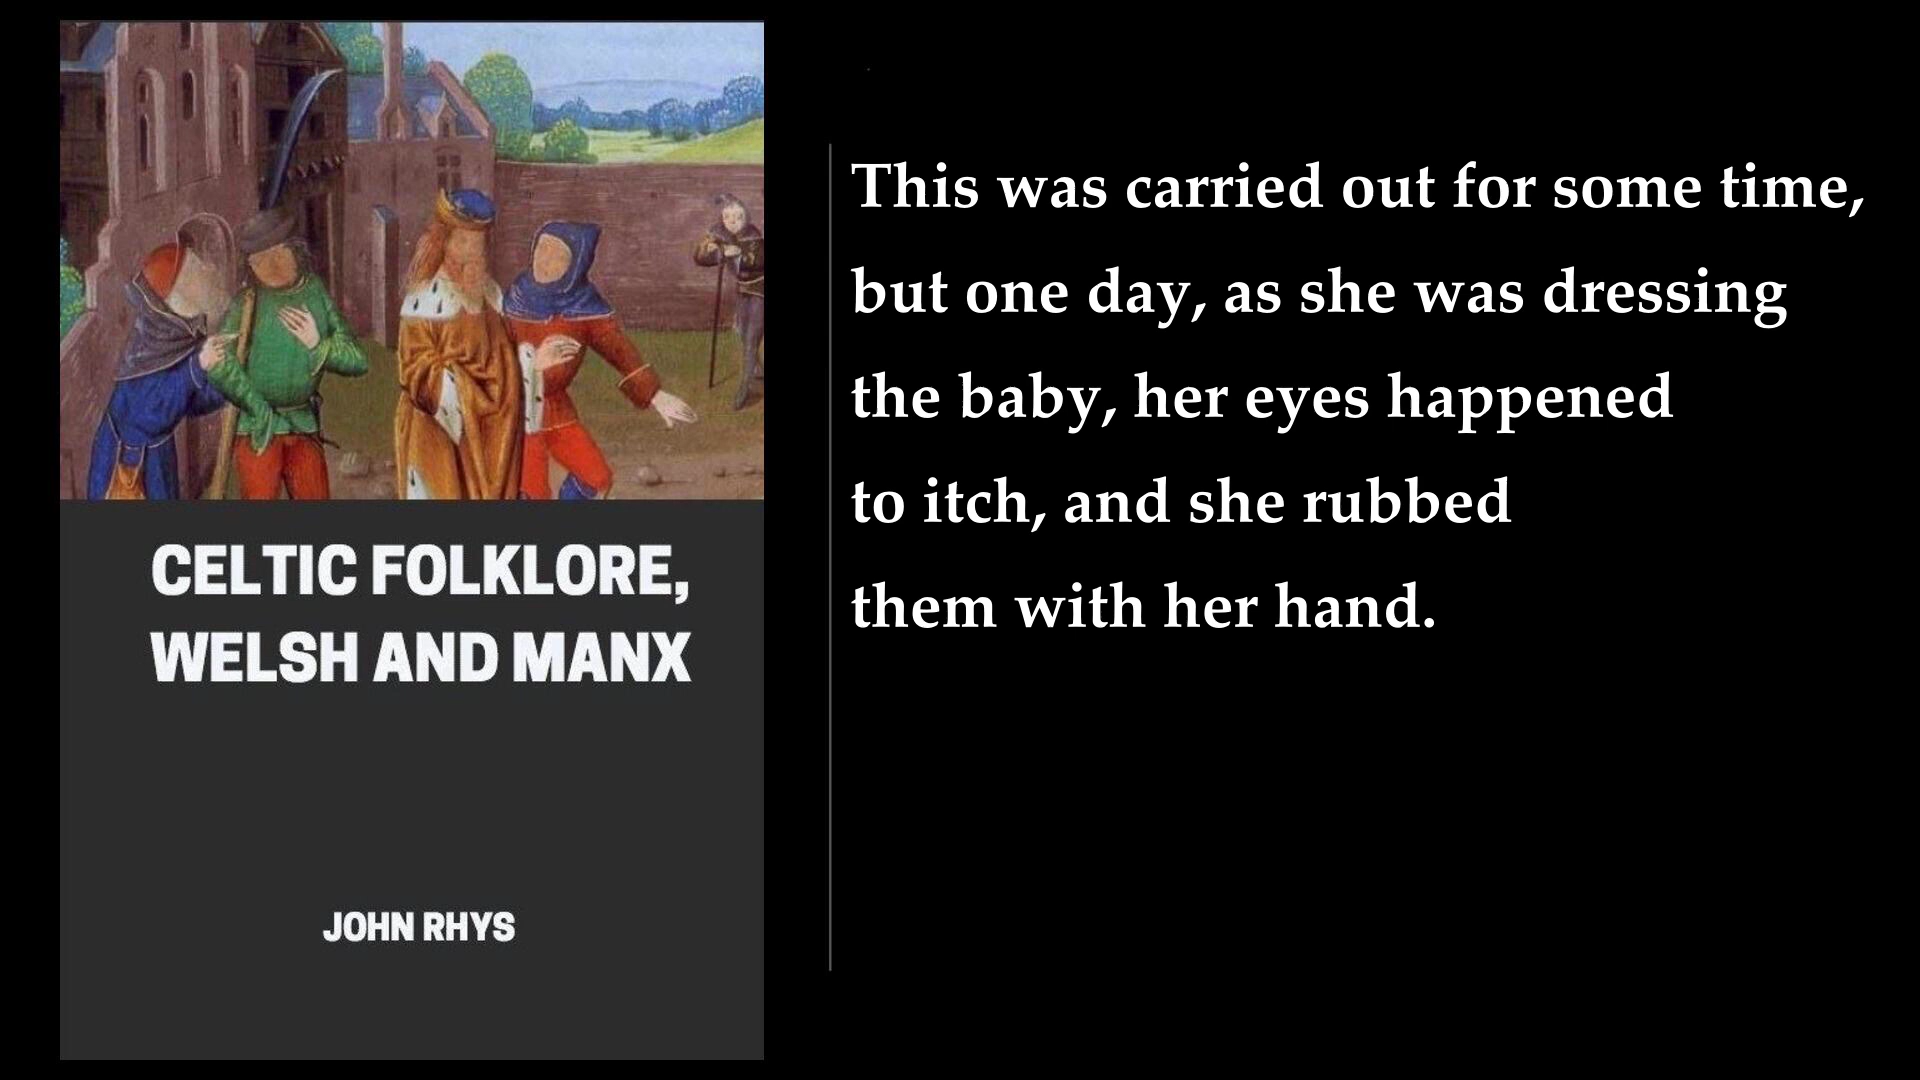 CELTIC FOLKLORE,
WELSH AND MANX
JOHN RHYS
This was carried out for some time,
but one day, as she was dressing
the baby, her eyes happened
to itch, and she rubbed
them with her hand.